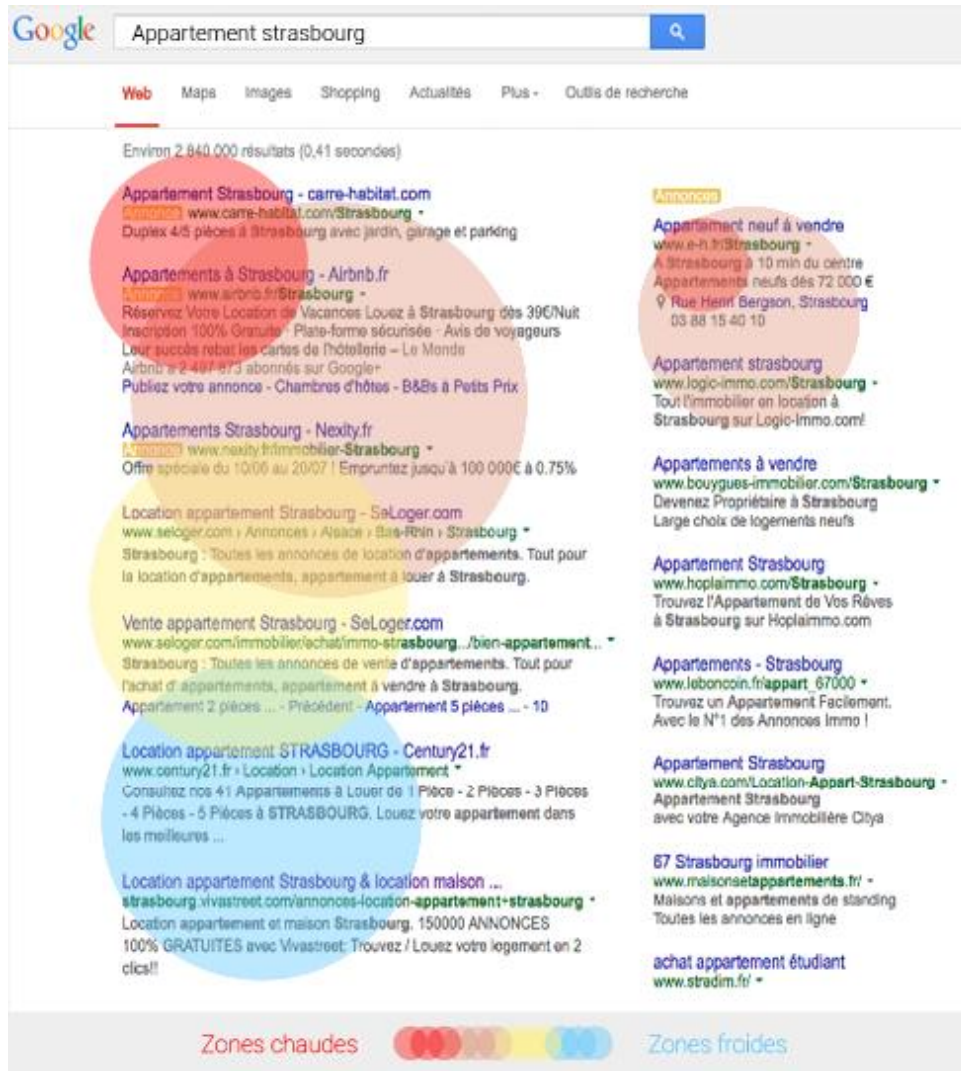 Google
Appartement strasbourg
Web Maps Images Shopping Actualités Plus - Outils de recherche
Environ 2 840 000 résultats (0,41 secondes)
Appartement Strasbourg - carre-habitat.com
Annonce www.carre-habitat.com/Strasbourg
Duplex 4/5 pièces à Strasbourg avec jardin, garage et parking
Appartements à Strasbourg - Airbnb.fr
Annonce www.airbnb.fr/Strasbourg
Réservez Votre Location de Vacances Louez à Strasbourg dès 39€/Nuit
Inscription 100% Gratuite · Plate-forme sécurisée · Avis de voyageurs
Leur succès rebat les cartes de l'hôtellerie – Le Monde
Airbnb a 2 497 873 abonnés sur Google+
Publiez votre annonce - Chambres d'hôtes - B&Bs à Petits Prix
Appartements Strasbourg - Nexity.fr
Annonce www.nexity.fr/immobilier-Strasbourg
Offre spéciale du 10/06 au 20/07 ! Empruntez jusqu'à 100 000€ à 0.75%
Location appartement Strasbourg - SeLoger.com
www.seloger.com › Annonces › Alsace › Bas-Rhin › Strasbourg
Strasbourg : Toutes les annonces de location d'appartements. Tout pour
la location d'appartements, appartement à louer à Strasbourg.
Vente appartement Strasbourg - SeLoger.com
www.seloger.com/immobilier/achat/immo-strasbourg.../bien-appartement...
Strasbourg : Toutes les annonces de vente d'appartements. Tout pour
l'achat d' appartements, appartement à vendre à Strasbourg.
Appartement 2 pièces ... - Précédent - Appartement 5 pièces ... - 10
Location appartement STRASBOURG - Century21.fr
www.century21.fr › Location › Location Appartement
Consultez nos 41 Appartements à Louer de 1 Pièce - 2 Pièces - 3 Pièces
- 4 Pièces - 5 Pièces à STRASBOURG. Louez votre appartement dans
les meilleures ...
Location appartement Strasbourg & location maison ...
strasbourg.vivastreet.com/annonces-location-appartement+strasbourg
Location appartement et maison Strasbourg. 150000 ANNONCES
100% GRATUITES avec Vivastreet: Trouvez / Louez votre logement en 2
clics!!
Annonces
Appartement neuf à vendre
www.e-h.fr/Strasbourg
A Strasbourg à 10 min du centre
Appartements neufs dès 72 000 €
Rue Henri Bergson, Strasbourg
03 88 15 40 10
Appartement strasbourg
www.logic-immo.com/Strasbourg
Tout l'immobilier en location à
Strasbourg sur Logic-Immo.com!
Appartements à vendre
www.bouygues-immobilier.com/Strasbourg
Devenez Propriétaire à Strasbourg
Large choix de logements neufs
Appartement Strasbourg
www.hoplaimmo.com/Strasbourg
Trouvez l'Appartement de Vos Rêves
à Strasbourg sur Hoplaimmo.com
Appartements - Strasbourg
www.leboncoin.fr/appart_67000
Trouvez un Appartement Facilement.
Avec le N°1 des Annonces Immo !
Appartement Strasbourg
www.citya.com/Location-Appart-Strasbourg
Appartement Strasbourg
avec votre Agence Immobilière Citya
67 Strasbourg immobilier
www.maisonsetappartements.fr/
Maisons et appartements de standing
Toutes les annonces en ligne
achat appartement étudiant
www.stradim.fr/
Zones chaudes Zones froides